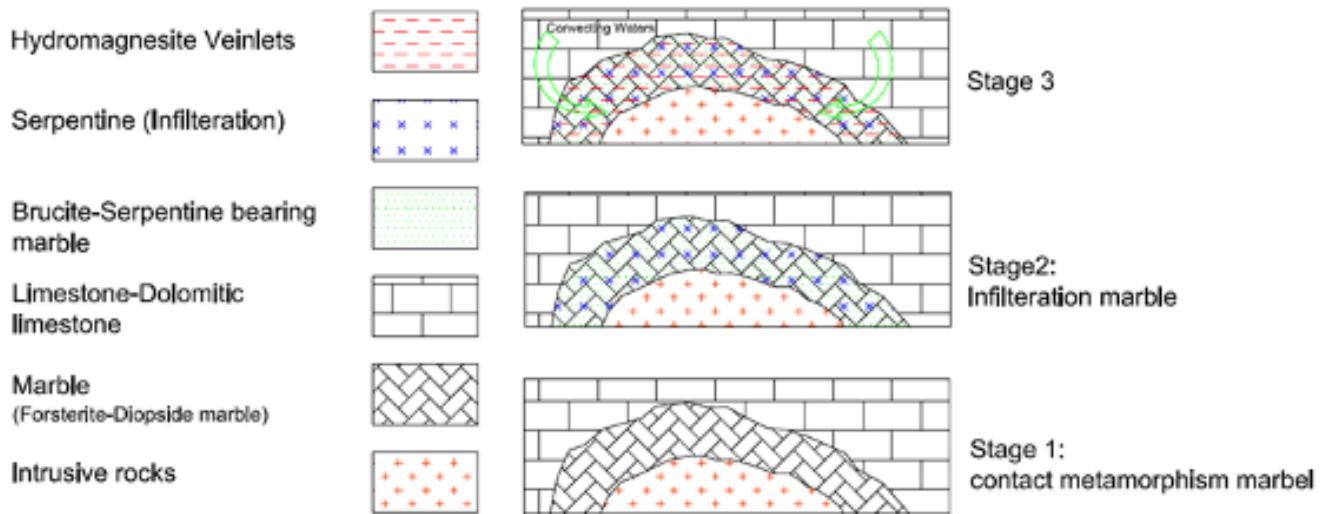 Hydromagnesite Veinlets
Serpentine (Infilteration)
Brucite-Serpentine bearing
marble
Limestone-Dolomitic
limestone
Marble
(Forsterite-Diopside marble)
Intrusive rocks
Convecting Waters
Stage 3
Stage2:
Infilteration marble
Stage 1:
contact metamorphism marbel